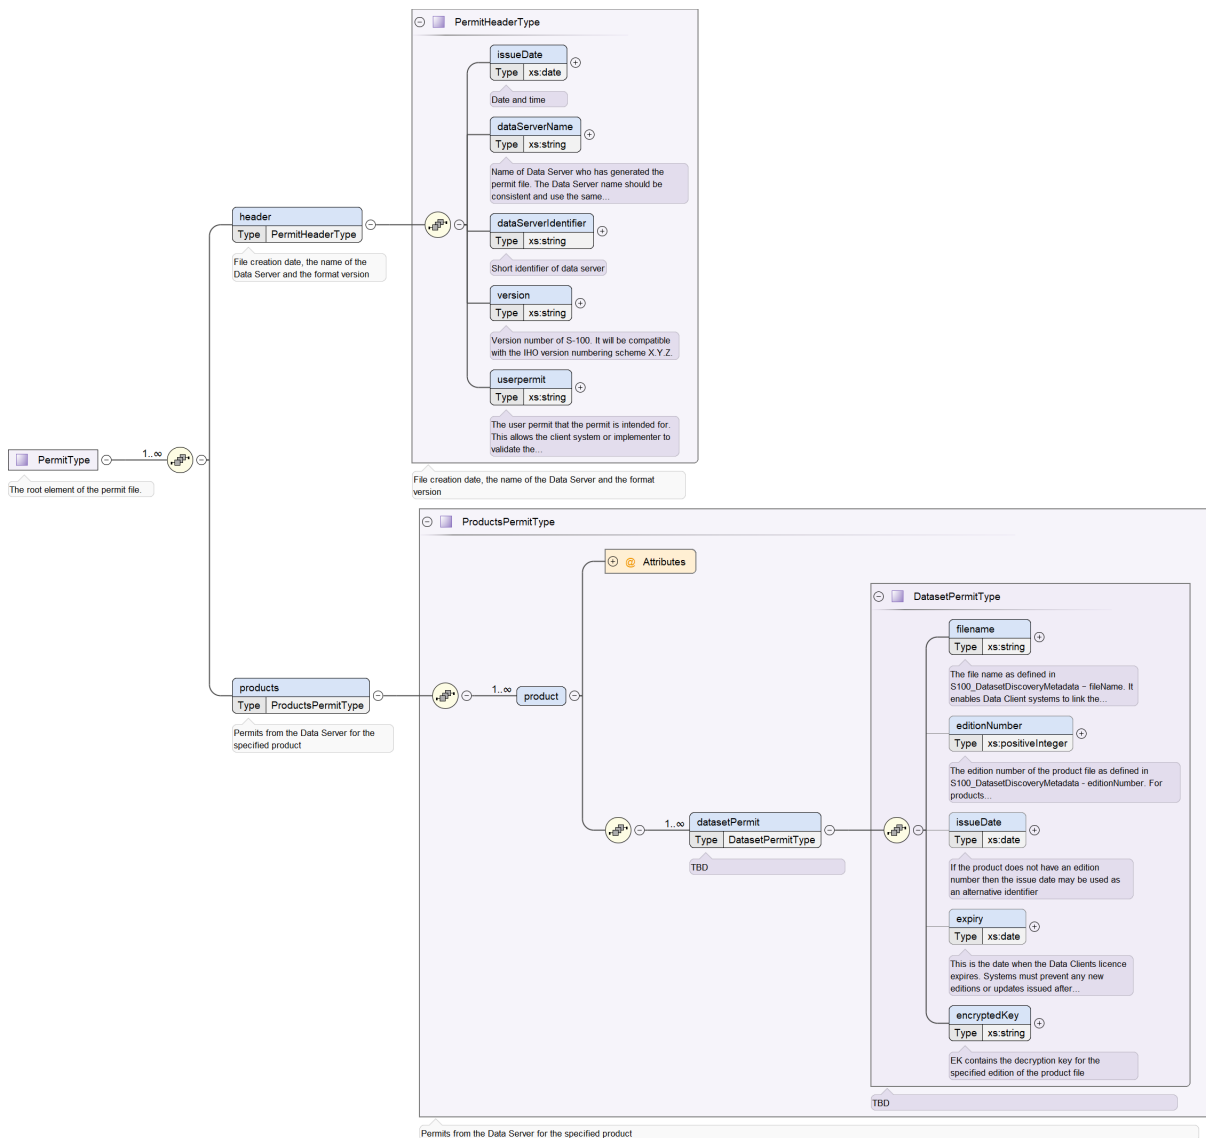 PermitHeaderType
issueDate
Type xs:date
Date and time
dataServerName
Type xs:string
Name of Data Server who has generated the
permit file. The Data Server name should be
consistent and use the same...
header
Type PermitHeaderType
File creation date, the name of the
Data Server and the format version
dataServerIdentifier
Type xs:string
Short identifier of data server
version
Type xs:string
Version number of S-100. It will be compatible
with the IHO version numbering scheme X.Y.Z.
userpermit
Type xs:string
The user permit that the permit is intended for.
This allows the client system or implementer to
validate the...
PermitType
1..∞
The root element of the permit file.
File creation date, the name of the Data Server and the format
version
ProductsPermitType
@ Attributes
DatasetPermitType
filename
Type xs:string
The file name as defined in
S100_DatasetDiscoveryMetadata – fileName. It
enables Data Client systems to link the...
products
Type ProductsPermitType
Permits from the Data Server for the
specified product
1..∞
product
editionNumber
Type xs:positiveInteger
The edition number of the product file as defined in
S100_DatasetDiscoveryMetadata - editionNumber. For
products...
1..∞
datasetPermit
Type DatasetPermitType
TBD
issueDate
Type xs:date
If the product does not have an edition
number then the issue date may be used as
an alternative identifier
expiry
Type xs:date
This is the date when the Data Clients licence
expires. Systems must prevent any new
editions or updates issued after...
encryptedKey
Type xs:string
EK contains the decryption key for the
specified edition of the product file
TBD
Permits from the Data Server for the specified product